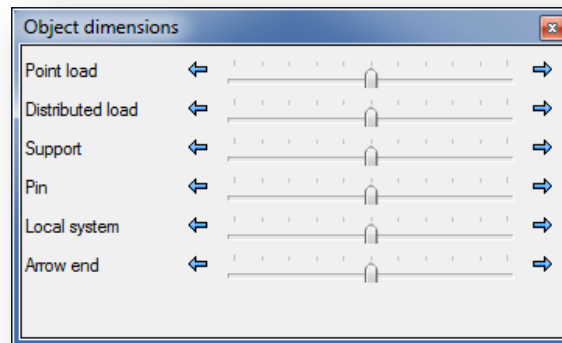 Object dimensions
Point load
Distributed load
Support
Pin
Local system
Arrow end